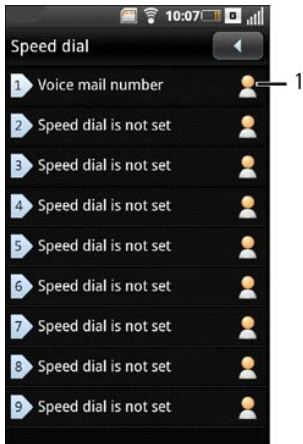 10:07
Speed dial
1 Voice mail number
1
2 Speed dial is not set
3 Speed dial is not set
4 Speed dial is not set
5 Speed dial is not set
6 Speed dial is not set
7 Speed dial is not set
8 Speed dial is not set
9 Speed dial is not set